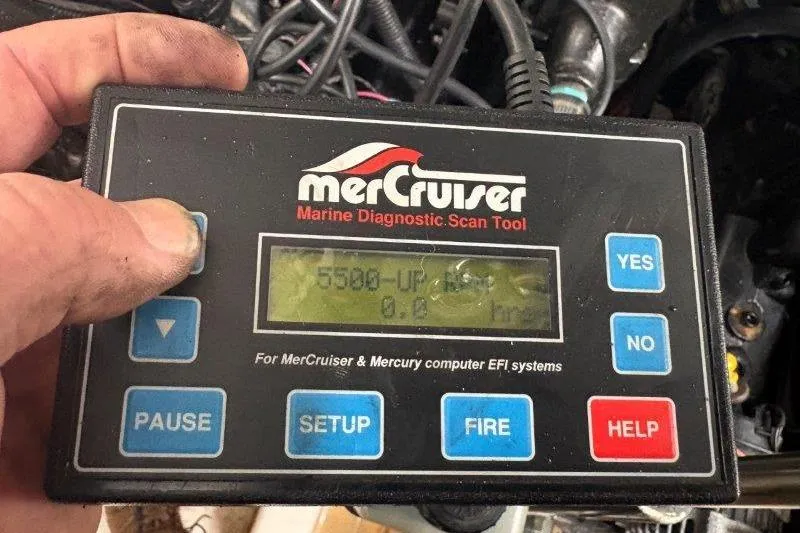 merCruiser
Marine Diagnostic Scan Tool
5500-UP RPM
0.0 hrs
YES
NO
For MerCruiser & Mercury computer EFI systems
PAUSE
SETUP
FIRE
HELP